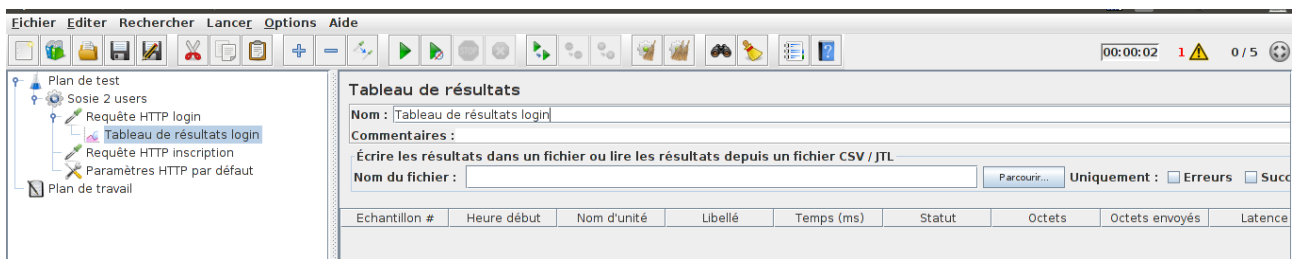 Fichier Editer Rechercher Lancer Options Aide
00:00:02 1 0 / 5
Plan de test
Sosie 2 users
Requête HTTP login
Tableau de résultats login
Requête HTTP inscription
Paramètres HTTP par défaut
Plan de travail
Tableau de résultats
Nom : Tableau de résultats login
Commentaires :
Écrire les résultats dans un fichier ou lire les résultats depuis un fichier CSV / JTL
Nom du fichier : Parcourir... Uniquement : Erreurs Succ
Echantillon # Heure début Nom d'unité Libellé Temps (ms) Statut Octets Octets envoyés Latence